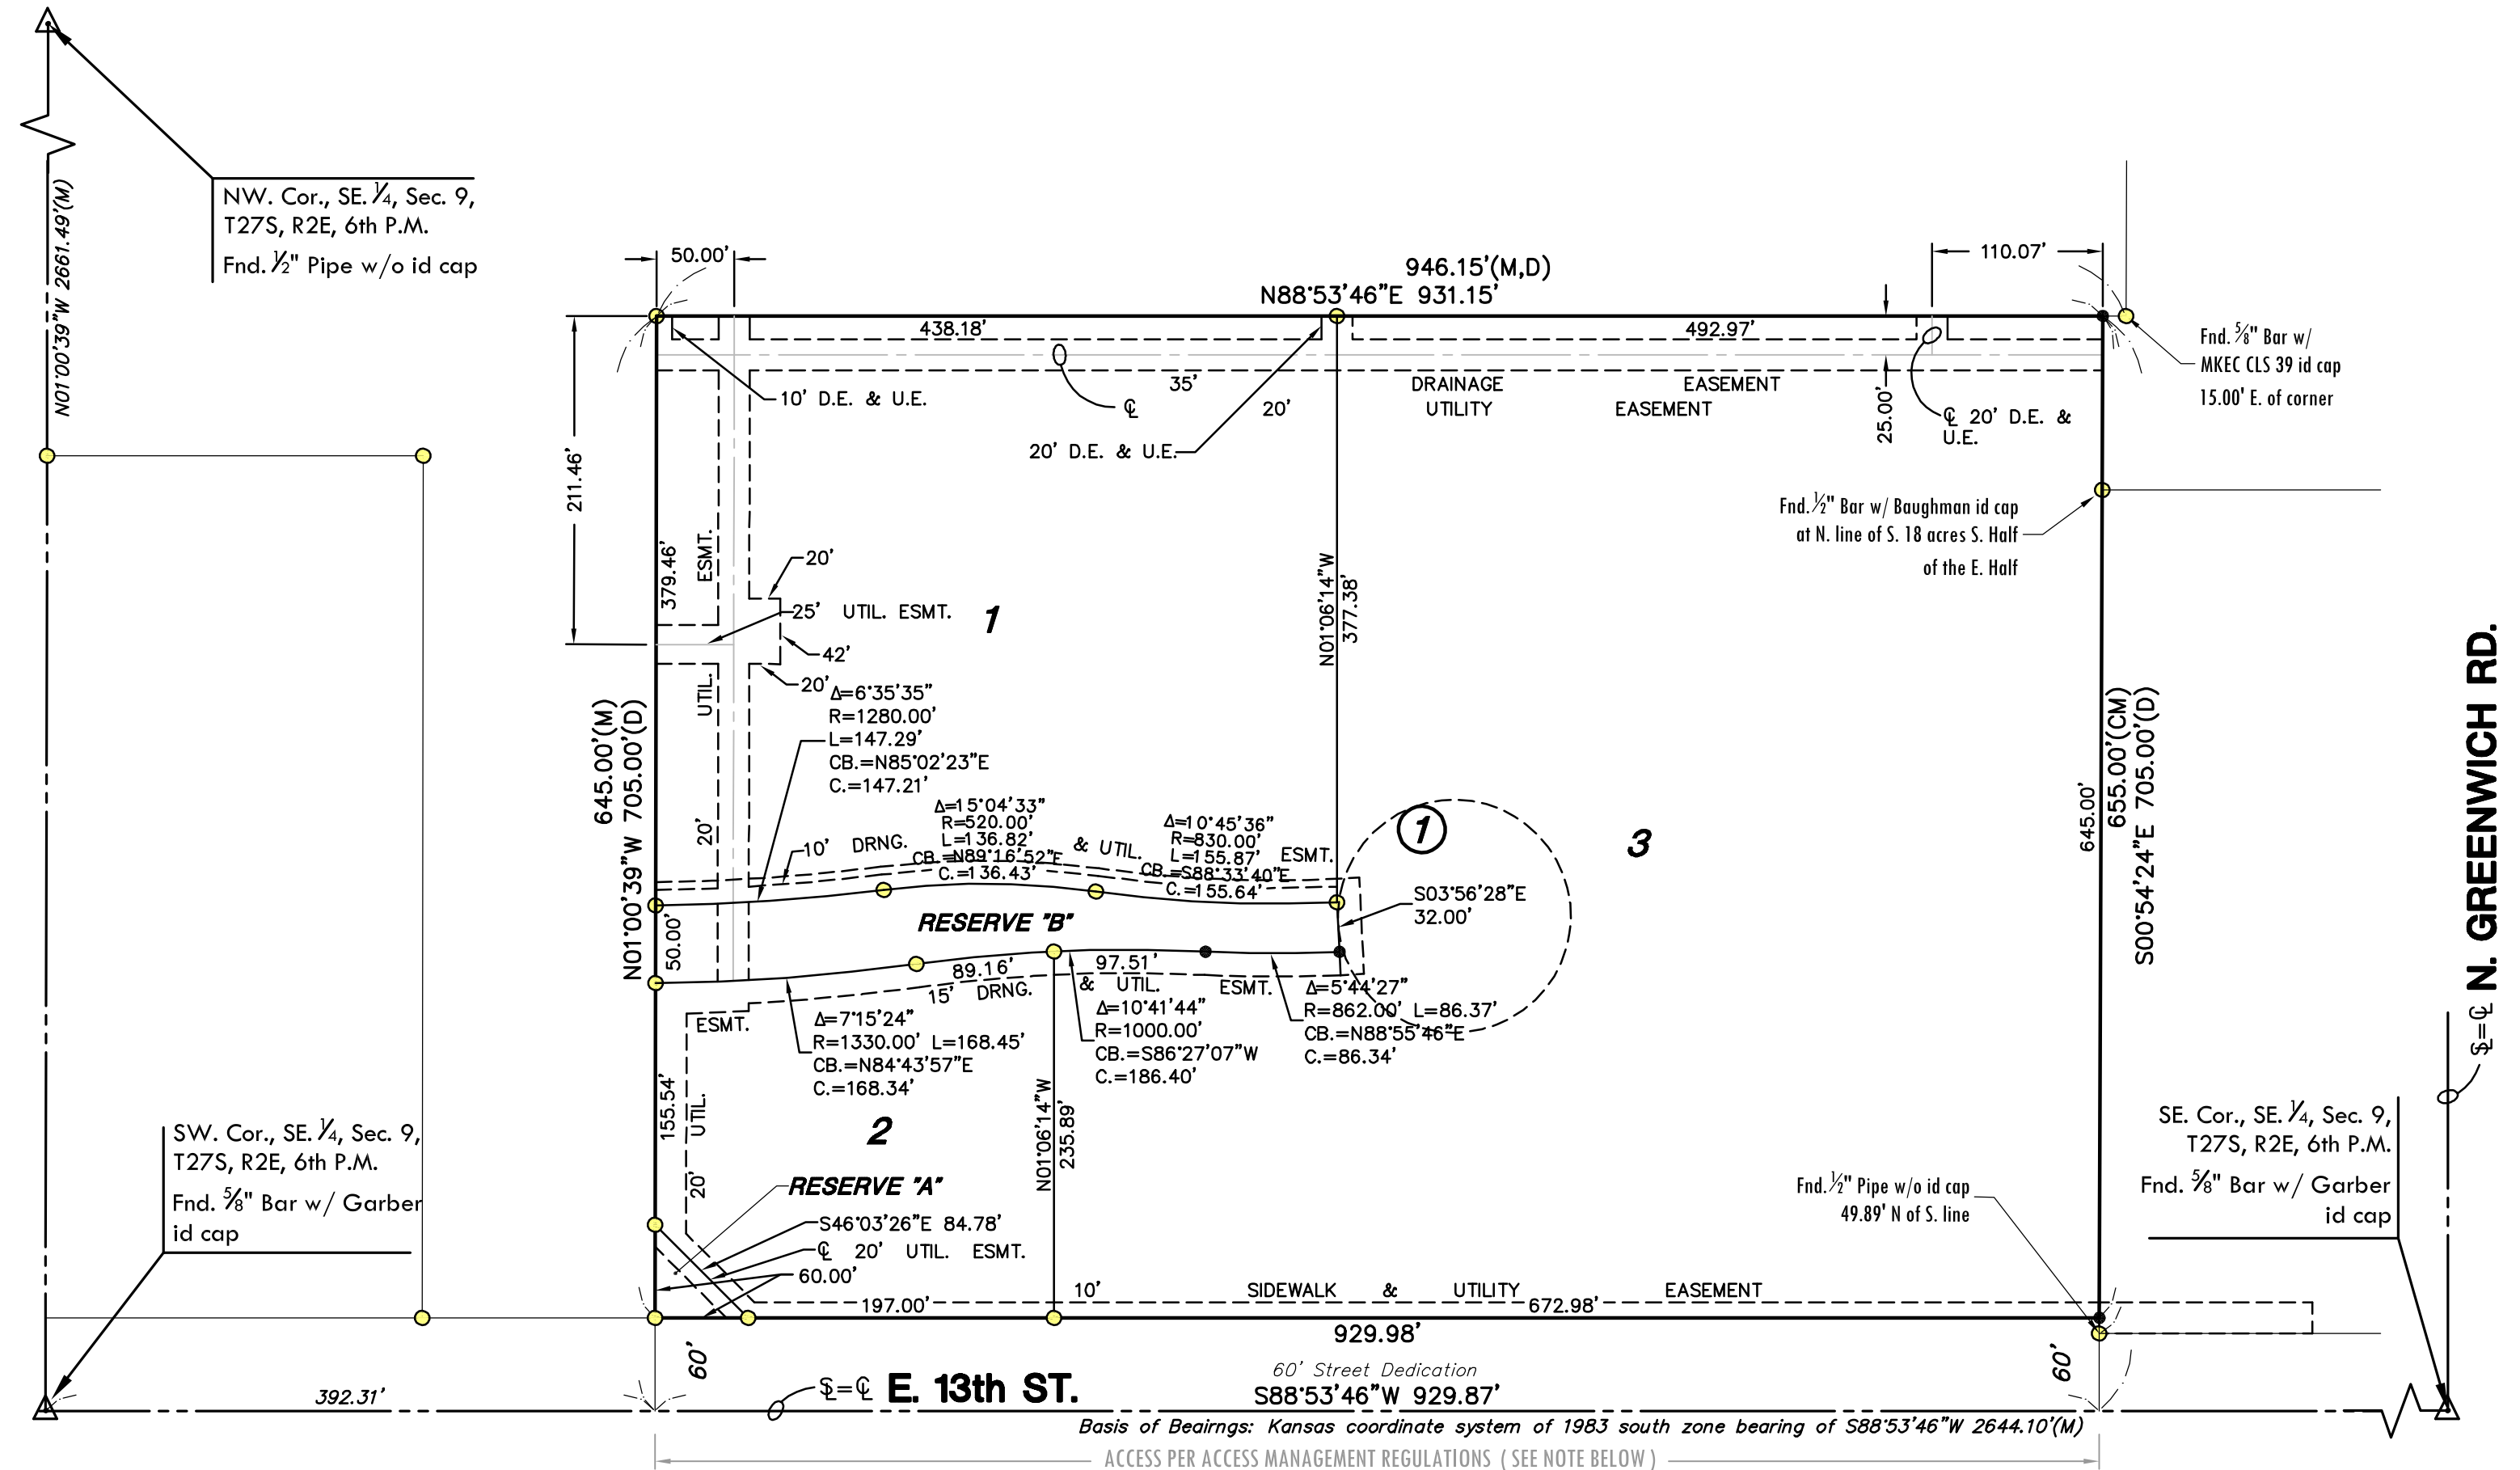 NW. Cor., SE. 1/4, Sec. 9,
T27S, R2E, 6th P.M.
Fnd. 1/2" Pipe w/o id cap
N01°00'39"W 2661.49'(M)
50.00'
946.15'(M,D)
N88°53'46"E 931.15'
110.07'
438.18'
492.97'
Fnd. 5/8" Bar w/
MKEC CLS 39 id cap
15.00' E. of corner
10' D.E. & U.E.
℄
35' DRAINAGE EASEMENT
20' UTILITY EASEMENT
20' D.E. & U.E.
25.00'
℄ 20' D.E. &
U.E.
211.46'
379.46'
ESMT.
UTIL.
20'
20'
25' UTIL. ESMT.
42'
20'
1
N01°06'14"W
377.38'
Fnd. 1/2" Bar w/ Baughman id cap
at N. line of S. 18 acres S. Half
of the E. Half
645.00'(M)
N01°00'39"W 705.00'(D)
Δ=6°35'35"
R=1280.00'
L=147.29'
CB.=N85°02'23"E
C.=147.21'
Δ=15°04'33"
R=520.00'
L=136.82'
CB.=N89°16'52"E
C.=136.43'
Δ=10°45'36"
R=830.00'
L=155.87'
CB.=S88°33'40"E
C.=155.64'
10' DRNG. & UTIL. ESMT.
1
3
645.00'
655.00'(CM)
S00°54'24"E 705.00'(D)
N. GREENWICH RD.
S̵L=℄
S03°56'28"E
32.00'
RESERVE "B"
50.00'
89.16'
97.51'
15' DRNG. & UTIL. ESMT.
ESMT.
UTIL.
20'
Δ=7°15'24"
R=1330.00' L=168.45'
CB.=N84°43'57"E
C.=168.34'
Δ=10°41'44"
R=1000.00'
CB.=S86°27'07"W
C.=186.40'
Δ=5°44'27"
R=862.00' L=86.37'
CB.=N88°55'46"E
C.=86.34'
155.54'
2
N01°06'14"W
235.89'
RESERVE "A"
S46°03'26"E 84.78'
℄ 20' UTIL. ESMT.
60.00'
SW. Cor., SE. 1/4, Sec. 9,
T27S, R2E, 6th P.M.
Fnd. 5/8" Bar w/ Garber
id cap
SE. Cor., SE. 1/4, Sec. 9,
T27S, R2E, 6th P.M.
Fnd. 5/8" Bar w/ Garber
id cap
Fnd. 1/2" Pipe w/o id cap
49.89' N of S. line
10' SIDEWALK & UTILITY EASEMENT
197.00'
672.98'
929.98'
60'
60'
60' Street Dedication
392.31'
S̵L=℄ E. 13th ST.
S88°53'46"W 929.87'
Basis of Beairngs: Kansas coordinate system of 1983 south zone bearing of S88°53'46"W 2644.10'(M)
ACCESS PER ACCESS MANAGEMENT REGULATIONS ( SEE NOTE BELOW )